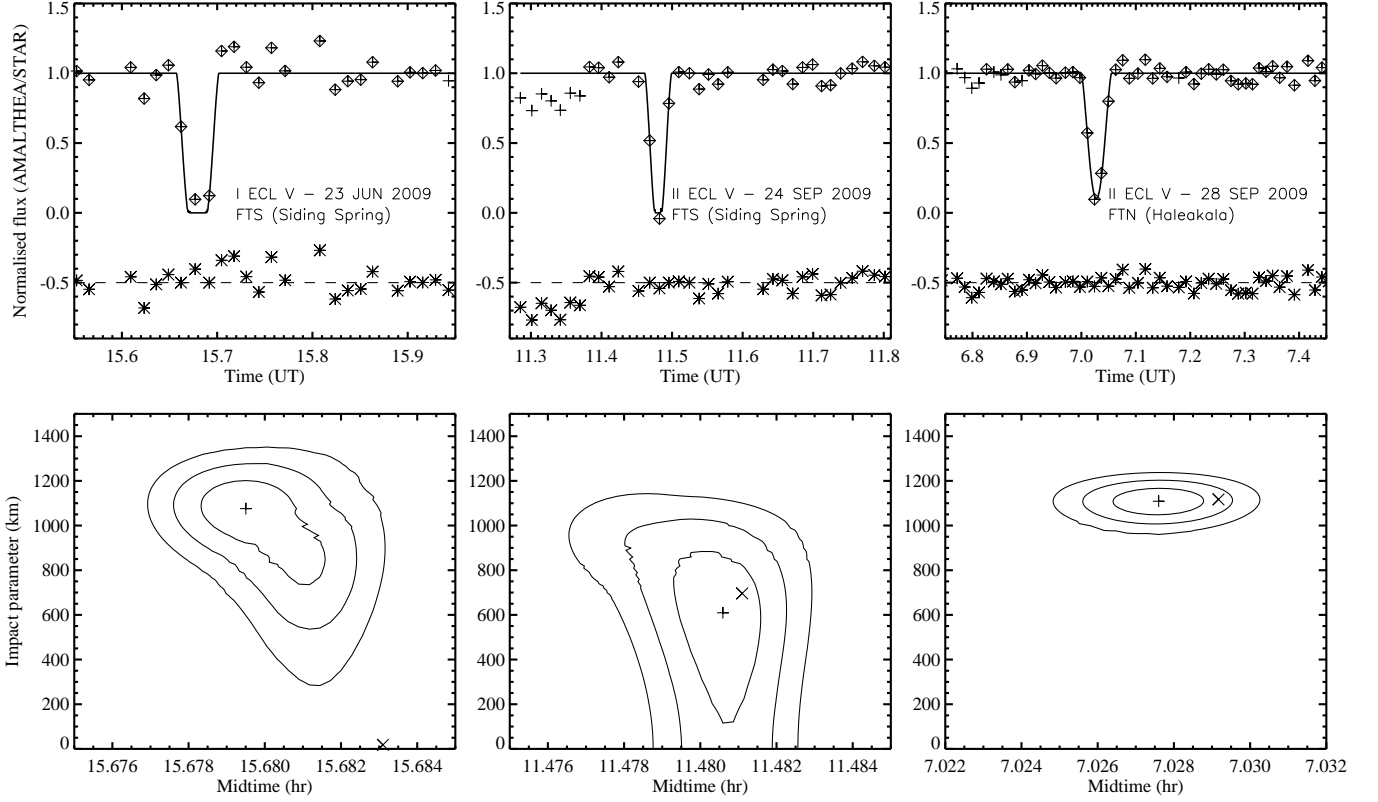 Normalised flux (AMALTHEA/STAR)
1.5
1.0
0.5
0.0
-0.5
I ECL V – 23 JUN 2009
FTS (Siding Spring)
15.6 15.7 15.8 15.9
Time (UT)
1.5
1.0
0.5
0.0
-0.5
II ECL V – 24 SEP 2009
FTS (Siding Spring)
11.3 11.4 11.5 11.6 11.7 11.8
Time (UT)
1.5
1.0
0.5
0.0
-0.5
II ECL V – 28 SEP 2009
FTN (Haleakala)
6.8 6.9 7.0 7.1 7.2 7.3 7.4
Time (UT)
Impact parameter (km)
1400
1200
1000
800
600
400
200
0
15.676 15.678 15.680 15.682 15.684
Midtime (hr)
1400
1200
1000
800
600
400
200
0
11.476 11.478 11.480 11.482 11.484
Midtime (hr)
1400
1200
1000
800
600
400
200
0
7.022 7.024 7.026 7.028 7.030 7.032
Midtime (hr)